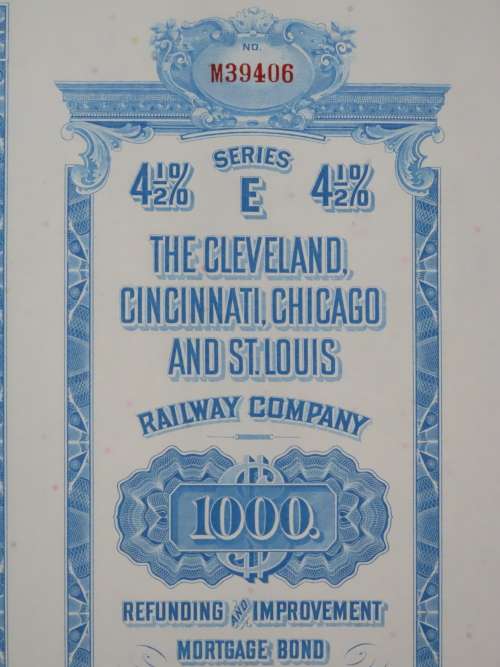 NO.
M39406
SERIES
4½% E 4½%
THE CLEVELAND,
CINCINNATI, CHICAGO
AND ST. LOUIS
RAILWAY COMPANY
$1000.
REFUNDING AND IMPROVEMENT
MORTGAGE BOND